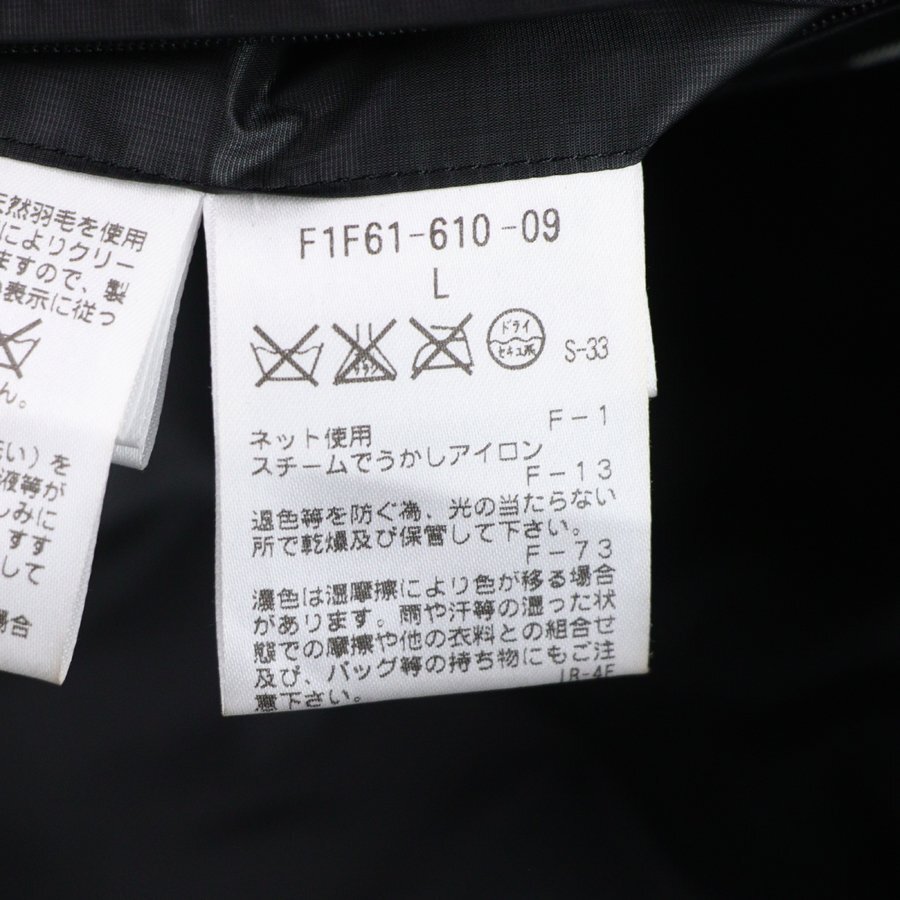 天然羽毛を使用
によりクリー
ますので、製
表示に従っ
ん。
洗い）を
液等が
しみに
すす
して
場合
F1F61-610-09
L
サラシ
ドライ
セキユ系
S-33
F-1
ネット使用
スチームでうかしアイロン
F-13
退色等を防ぐ為、光の当たらない
所で乾燥及び保管して下さい。
F-73
濃色は湿摩擦により色が移る場合
があります。雨や汗等の湿った状
態での摩擦や他の衣料との組合せ
及び、バッグ等の持ち物にもご注
意下さい。